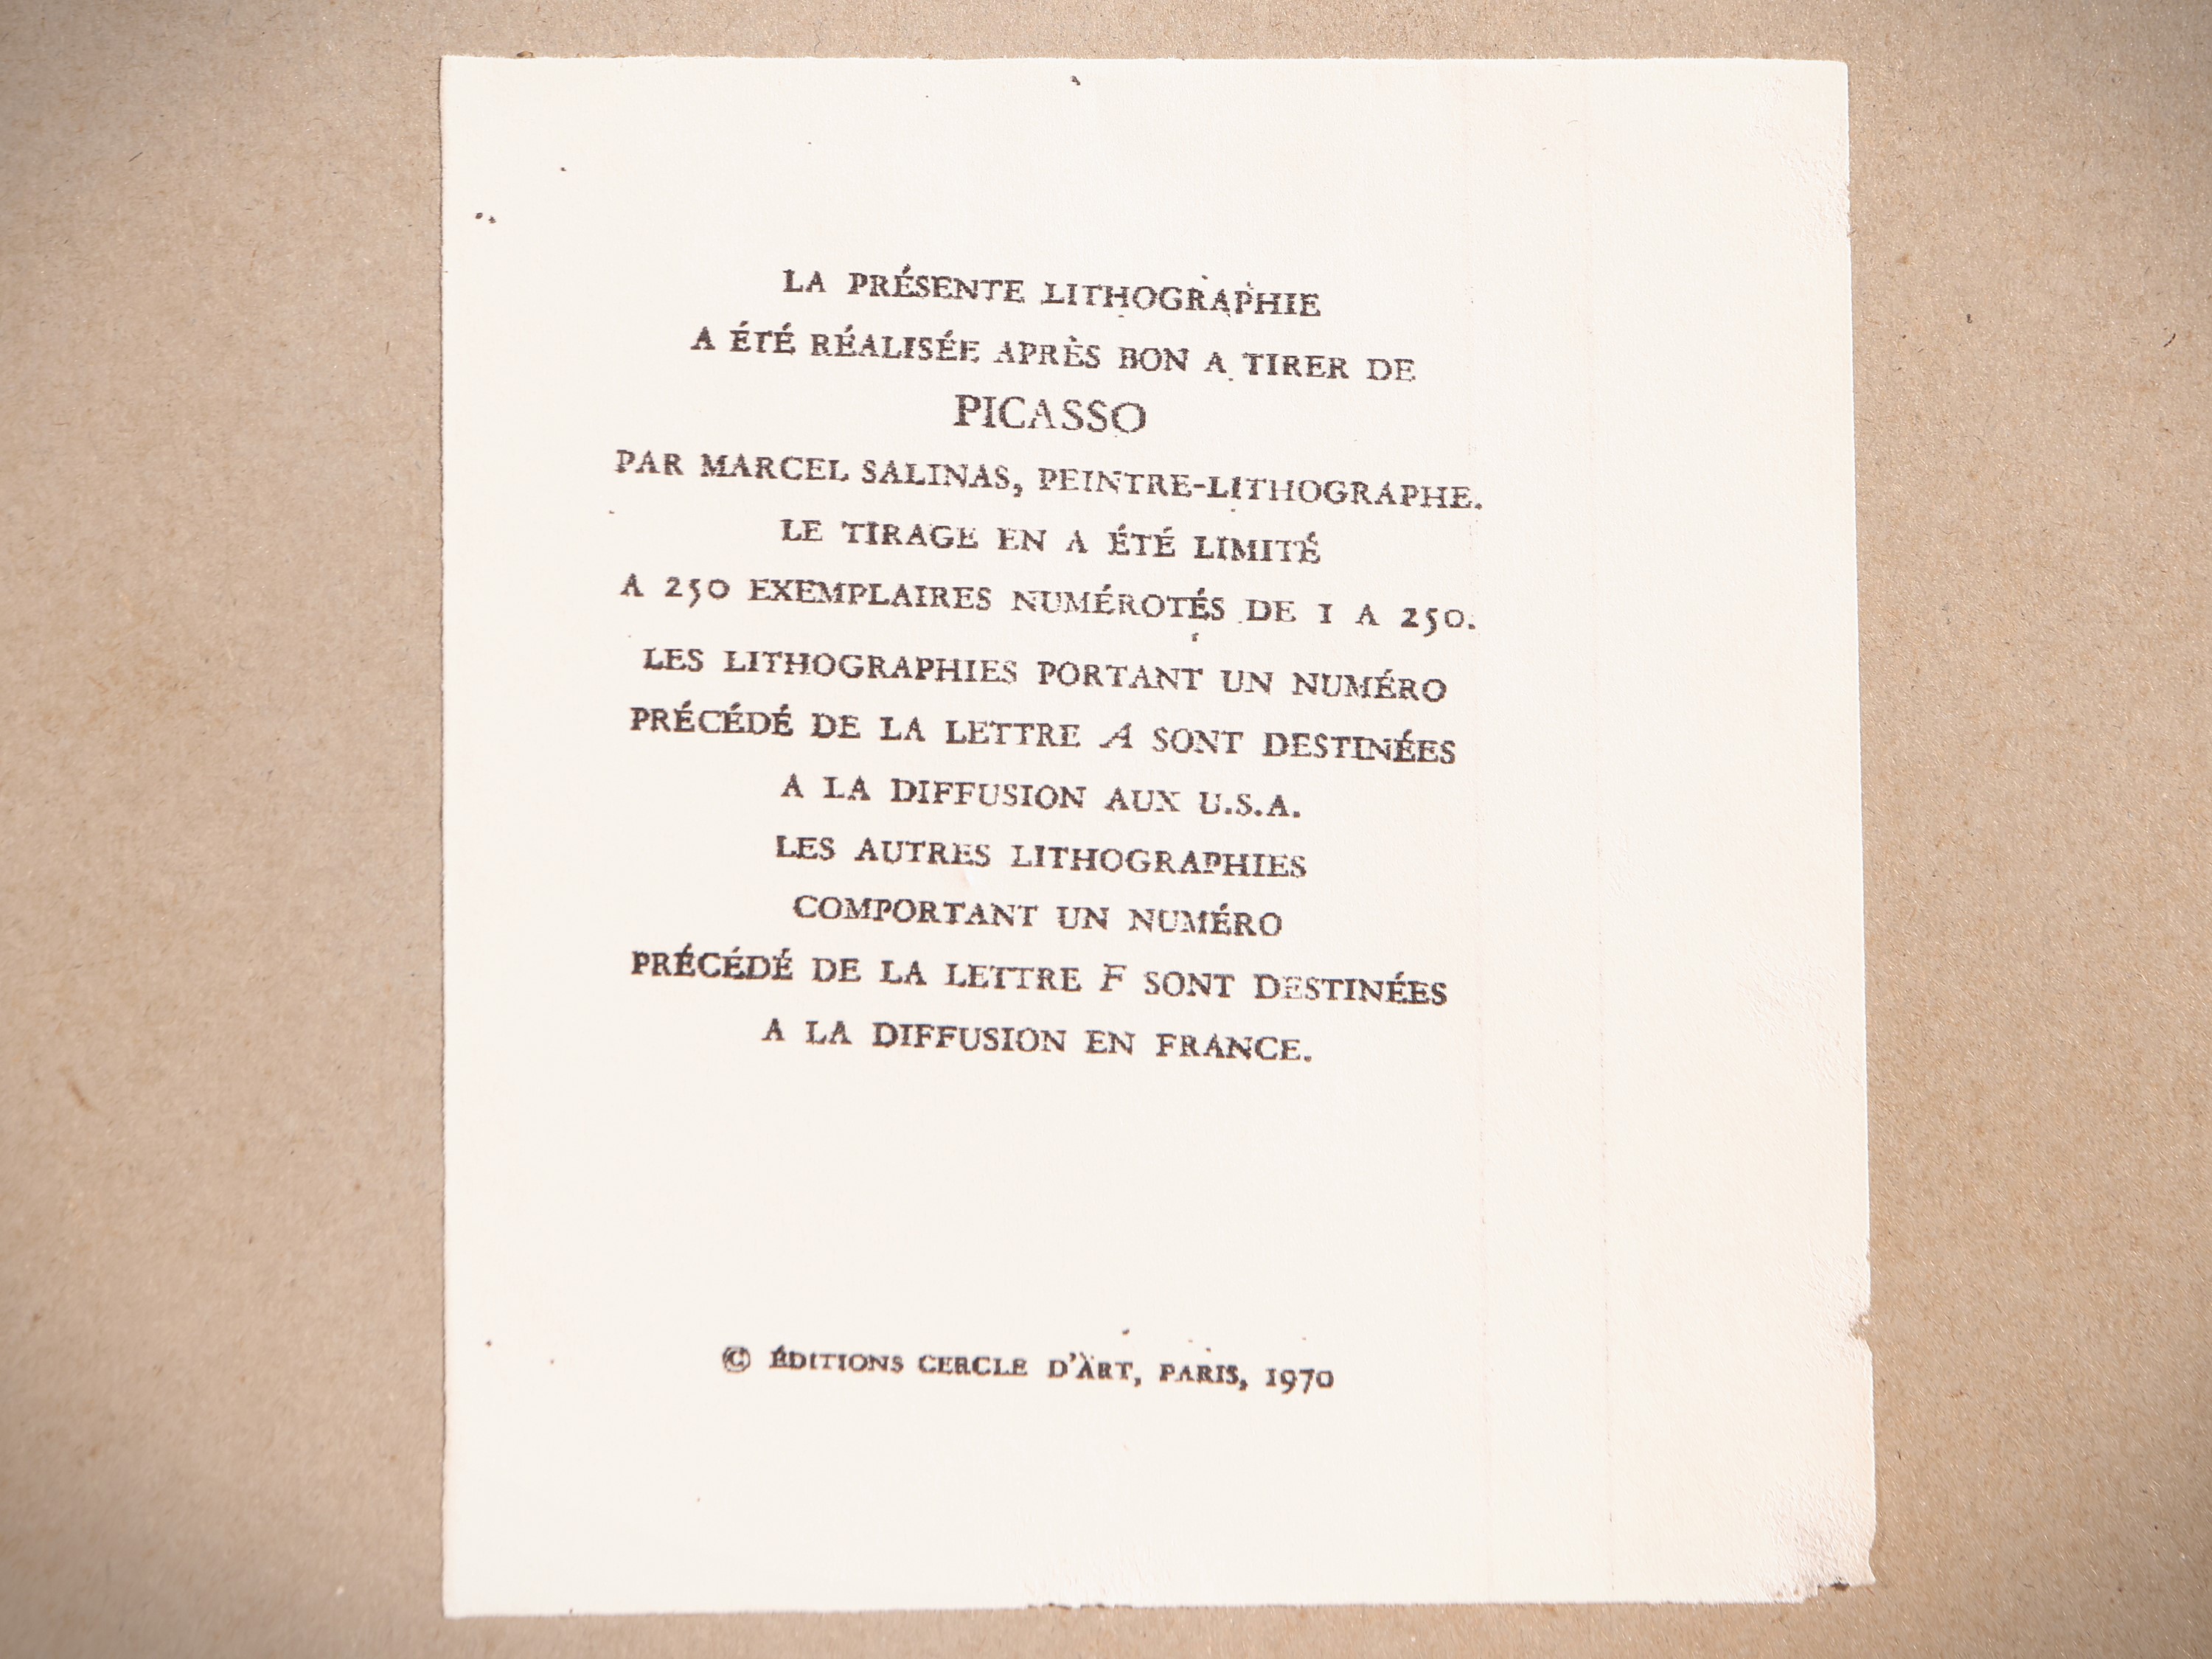 LA PRÉSENTE LITHOGRAPHIE
A ÉTÉ RÉALISÉE APRÈS BON A TIRER DE
PICASSO
PAR MARCEL SALINAS, PEINTRE-LITHOGRAPHE.
LE TIRAGE EN A ÉTÉ LIMITÉ
A 250 EXEMPLAIRES NUMÉROTÉS DE 1 A 250.
LES LITHOGRAPHIES PORTANT UN NUMÉRO
PRÉCÉDÉ DE LA LETTRE A SONT DESTINÉES
A LA DIFFUSION AUX U.S.A.
LES AUTRES LITHOGRAPHIES
COMPORTANT UN NUMÉRO
PRÉCÉDÉ DE LA LETTRE F SONT DESTINÉES
A LA DIFFUSION EN FRANCE.
© ÉDITIONS CERCLE D'ART, PARIS, 1970